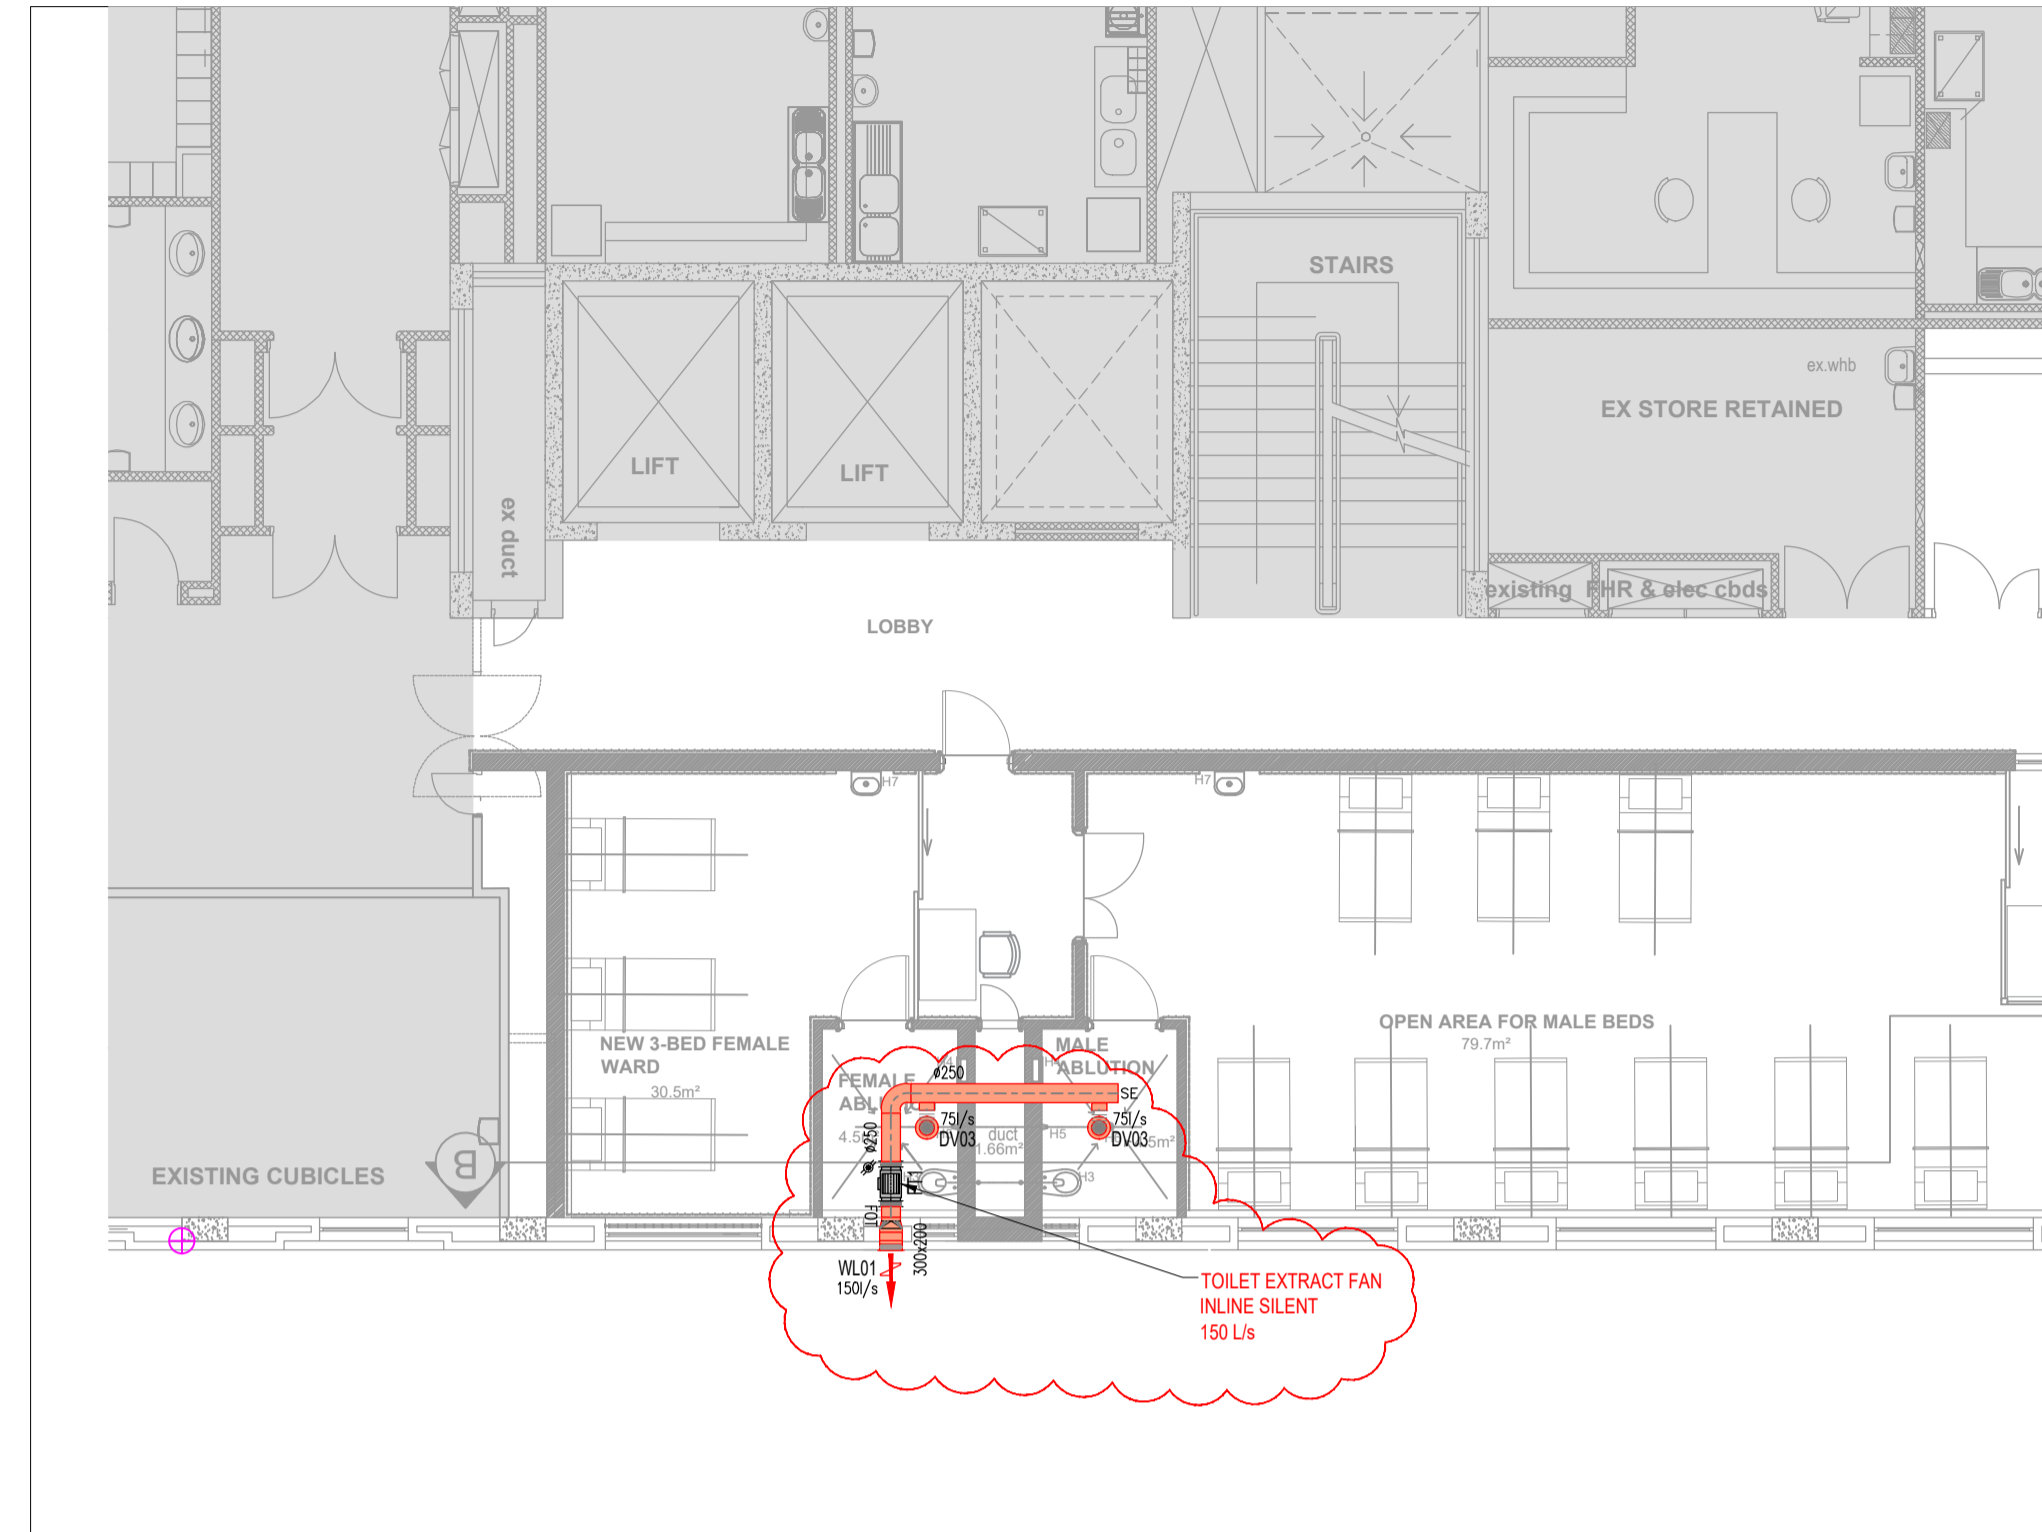 STAIRS
ex.whb
EX STORE RETAINED
LIFT
LIFT
ex duct
existing FHR & elec cbds
LOBBY
H7
H7
NEW 3-BED FEMALE
WARD
30.5m²
MALE
ABLUTION
OPEN AREA FOR MALE BEDS
79.7m²
FEMALE
ø250
SE
75l/s
DV03
75l/s
DV03
duct
1.66m²
H5
H3
ø250
EXISTING CUBICLES
B
FOT
300x200
WL01
150l/s
TOILET EXTRACT FAN
INLINE SILENT
150 L/s